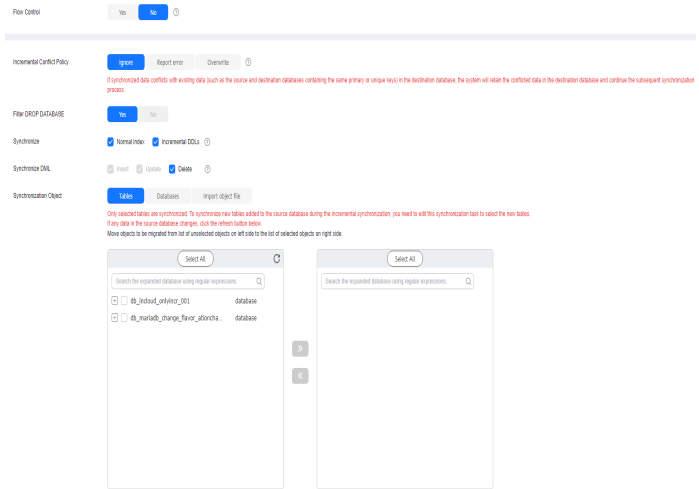 Flow Control Yes No
Incremental Conflict Policy Ignore Report error Overwrite
If synchronized data conflicts with existing data (such as the source and destination databases containing the same primary or unique keys) in the destination database, the system will retain the conflicted data in the destination database and continue the subsequent synchronization
process.
Filter DROP DATABASE Yes No
Synchronize Normal index Incremental DDLs
Synchronize DML Insert Update Delete
Synchronization Object Tables Databases Import object file
Only selected tables are synchronized. To synchronize new tables added to the source database during the incremental synchronization, you need to edit this synchronization task to select the new tables.
If any data in the source database changes, click the refresh button below.
Move objects to be migrated from list of unselected objects on left side to the list of selected objects on right side.
Select All Select All
Search the expanded database using regular expressions Search the expanded database using regular expressions
db_incloud_onlyincr_001 database
db_mariadb_change_flavor_ationcha... database